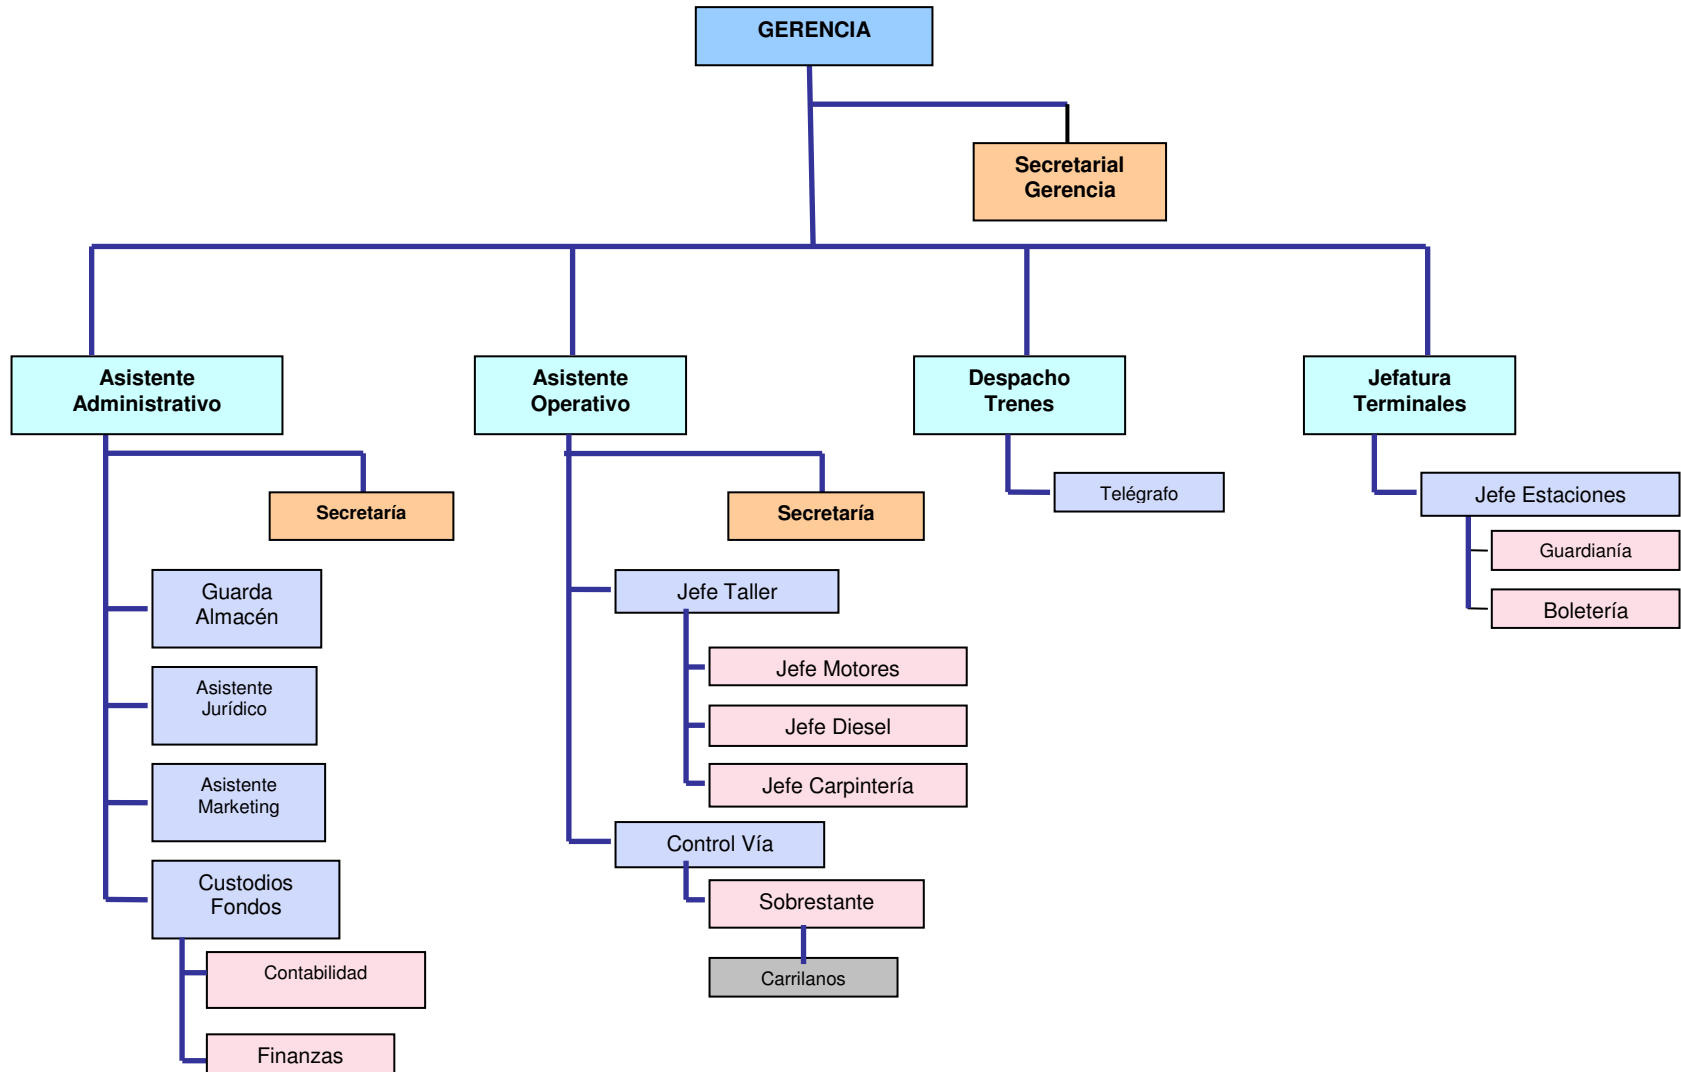 GERENCIA
Secretarial
Gerencia
Asistente
Administrativo
Asistente
Operativo
Despacho
Trenes
Jefatura
Terminales
Secretaría
Secretaría
Telégrafo
Jefe Estaciones
Guardianía
Boletería
Guarda
Almacén
Asistente
Jurídico
Asistente
Marketing
Custodios
Fondos
Contabilidad
Finanzas
Jefe Taller
Jefe Motores
Jefe Diesel
Jefe Carpintería
Control Vía
Sobrestante
Carrilanos